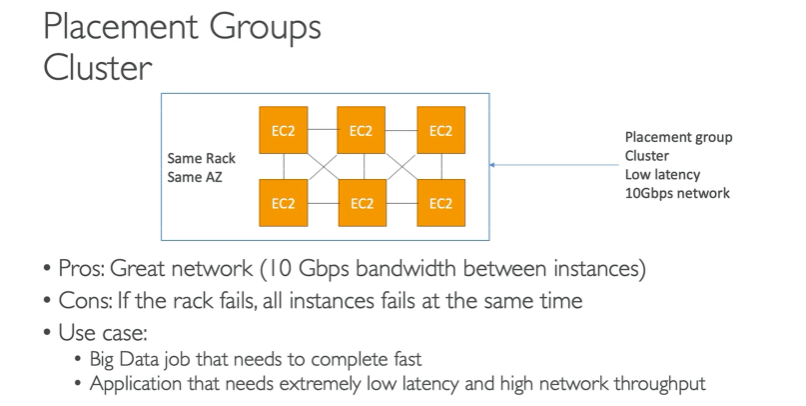 Placement Groups
Cluster
EC2 EC2 EC2
Same Rack
Same AZ
EC2 EC2 EC2
Placement group
Cluster
Low latency
10Gbps network
• Pros: Great network (10 Gbps bandwidth between instances)
• Cons: If the rack fails, all instances fails at the same time
• Use case:
• Big Data job that needs to complete fast
• Application that needs extremely low latency and high network throughput